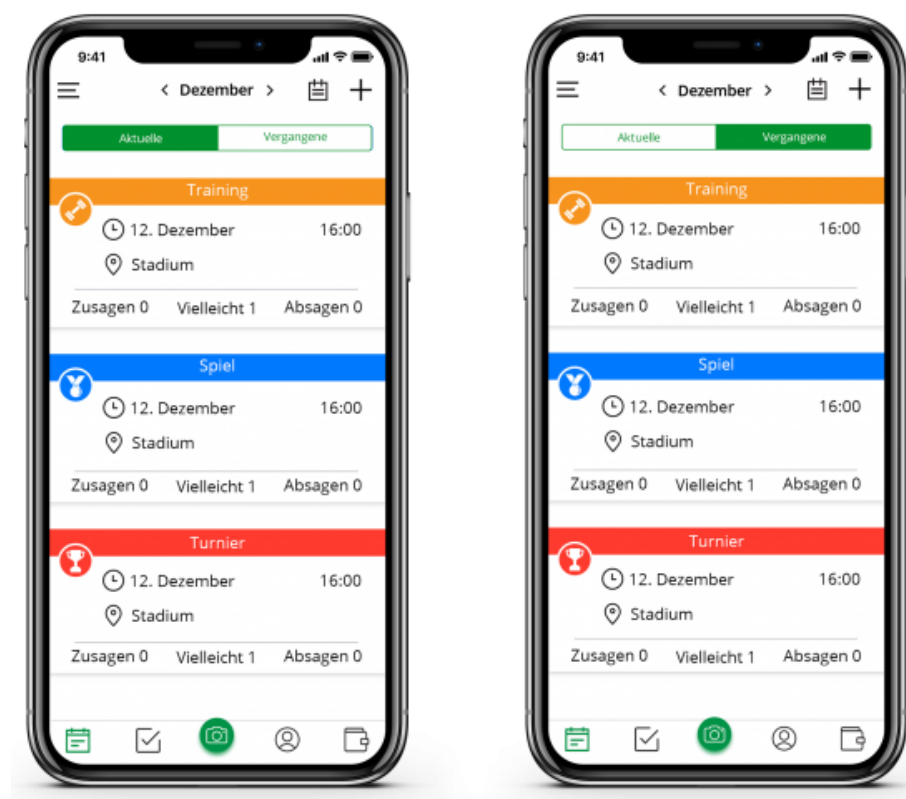 9:41
< Dezember >
Aktuelle Vergangene
Training
12. Dezember 16:00
Stadium
Zusagen 0 Vielleicht 1 Absagen 0
Spiel
12. Dezember 16:00
Stadium
Zusagen 0 Vielleicht 1 Absagen 0
Turnier
12. Dezember 16:00
Stadium
Zusagen 0 Vielleicht 1 Absagen 0
9:41
< Dezember >
Aktuelle Vergangene
Training
12. Dezember 16:00
Stadium
Zusagen 0 Vielleicht 1 Absagen 0
Spiel
12. Dezember 16:00
Stadium
Zusagen 0 Vielleicht 1 Absagen 0
Turnier
12. Dezember 16:00
Stadium
Zusagen 0 Vielleicht 1 Absagen 0